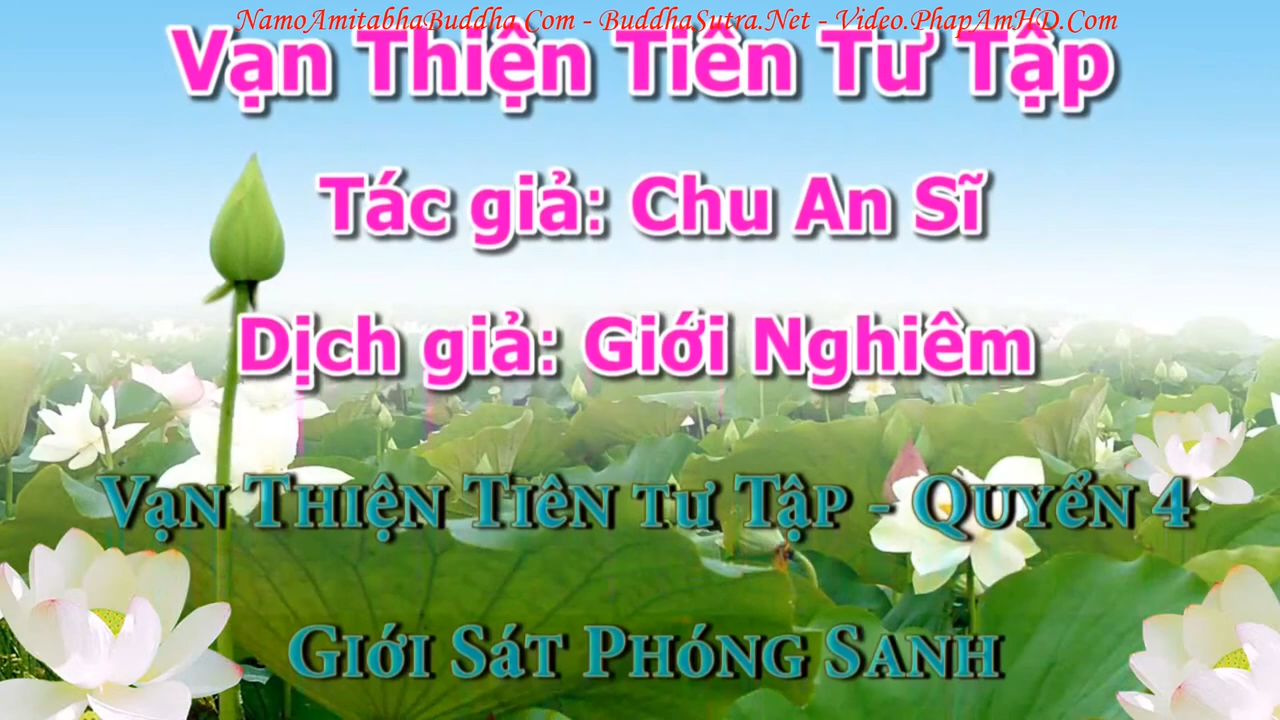 NamoAmitabhaBuddha.Com - BuddhaSutra.Net - Video.PhapAmHD.Com
Vạn Thiện Tiên Tư Tập
Tác giả: Chu An Sĩ
Dịch giả: Giới Nghiêm
Vạn Thiện Tiên tư Tập - Quyển 4
Giới Sát Phóng Sanh